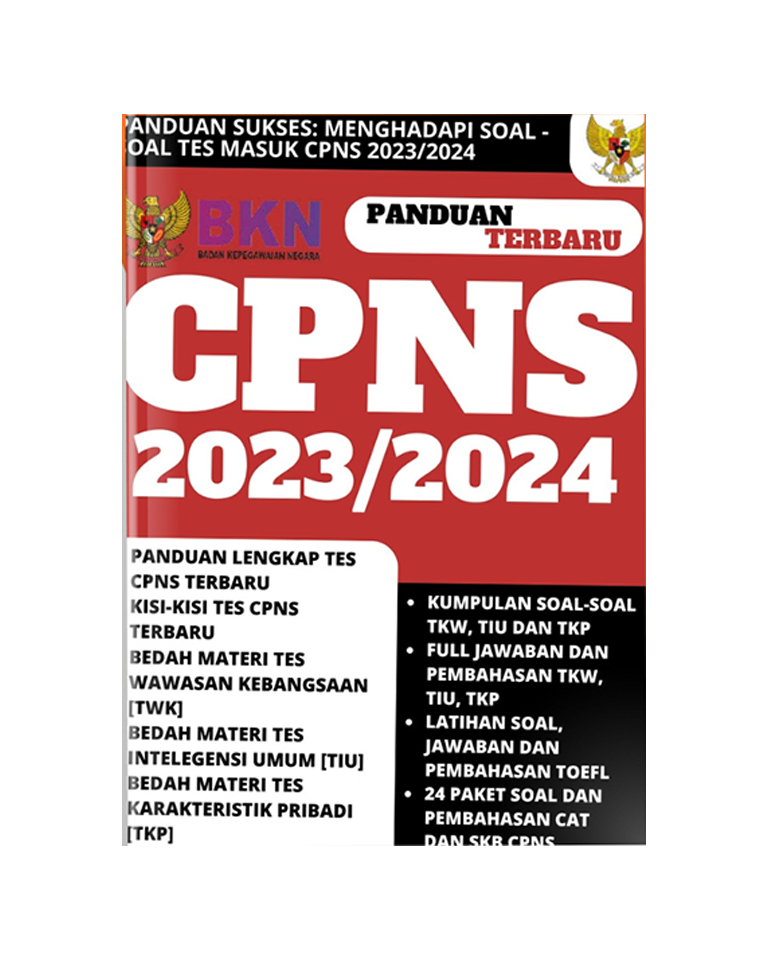 PANDUAN SUKSES: MENGHADAPI SOAL -
SOAL TES MASUK CPNS 2023/2024
BKN
BADAN KEPEGAWAIAN NEGARA
PANDUAN
TERBARU
CPNS
2023/2024
PANDUAN LENGKAP TES
CPNS TERBARU
KISI-KISI TES CPNS
TERBARU
BEDAH MATERI TES
WAWASAN KEBANGSAAN
[TWK]
BEDAH MATERI TES
INTELEGENSI UMUM [TIU]
BEDAH MATERI TES
KARAKTERISTIK PRIBADI
[TKP]
• KUMPULAN SOAL-SOAL
TKW, TIU DAN TKP
• FULL JAWABAN DAN
PEMBAHASAN TKW,
TIU, TKP
• LATIHAN SOAL,
JAWABAN DAN
PEMBAHASAN TOEFL
• 24 PAKET SOAL DAN
PEMBAHASAN CAT
DAN SKB CPNS